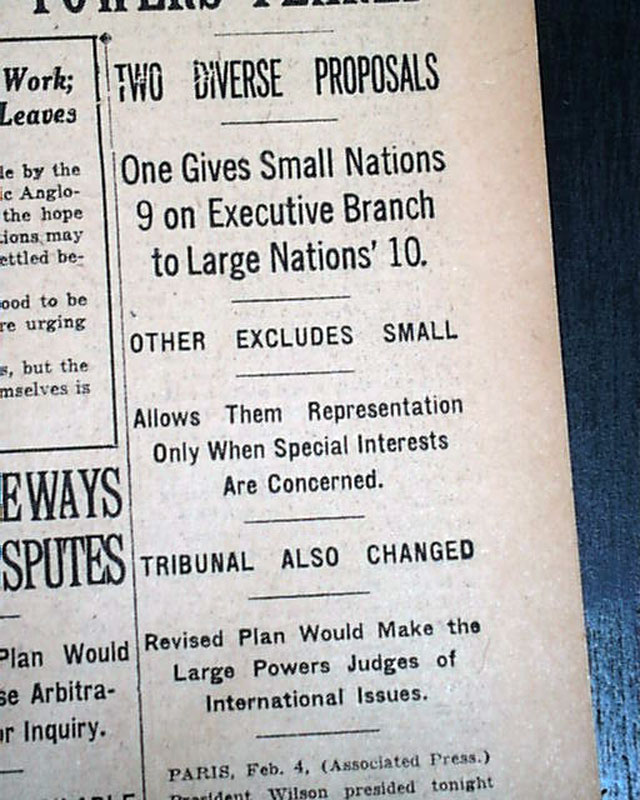 POWERS
Work;
Leaves
le by the
c Anglo-
the hope
ions may
ettled be-
ood to be
re urging
s, but the
mselves is
EWAYS
SPUTES
Plan Would
se Arbitra-
or Inquiry.
TWO DIVERSE PROPOSALS
One Gives Small Nations
9 on Executive Branch
to Large Nations' 10.
OTHER EXCLUDES SMALL
Allows Them Representation
Only When Special Interests
Are Concerned.
TRIBUNAL ALSO CHANGED
Revised Plan Would Make the
Large Powers Judges of
International Issues.
PARIS, Feb. 4, (Associated Press.)
President Wilson presided tonight